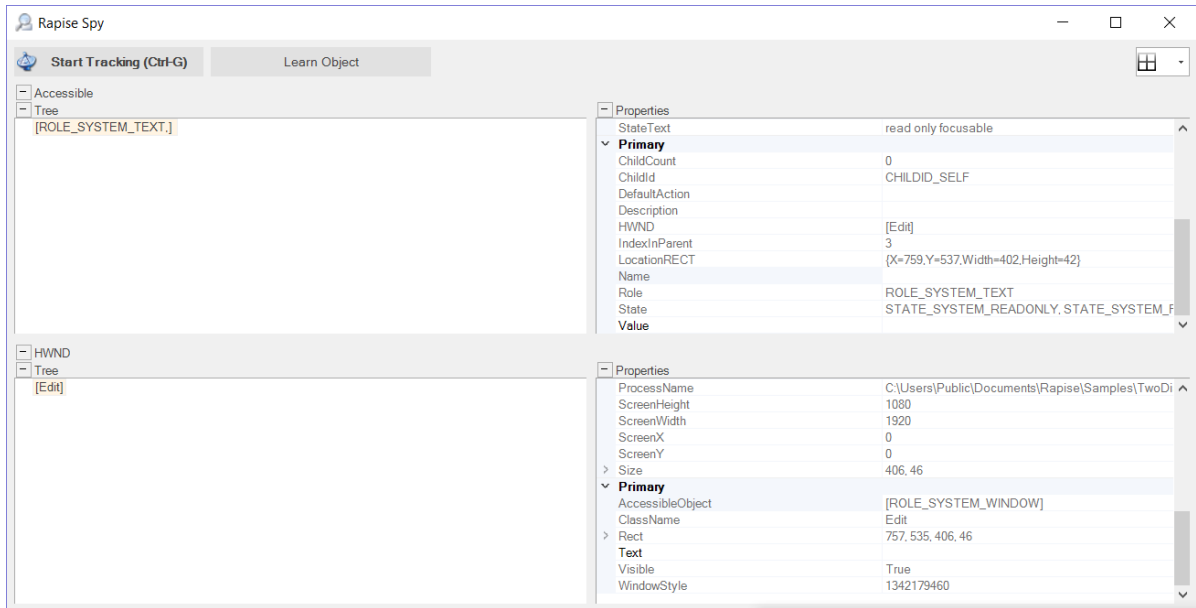 Rapise Spy
Start Tracking (Ctrl-G) Learn Object
Accessible
Tree
[ROLE_SYSTEM_TEXT,]
Properties
StateText read only focusable
Primary
ChildCount 0
ChildId CHILDID_SELF
DefaultAction
Description
HWND [Edit]
IndexInParent 3
LocationRECT {X=759,Y=537,Width=402,Height=42}
Name
Role ROLE_SYSTEM_TEXT
State STATE_SYSTEM_READONLY, STATE_SYSTEM_F
Value
HWND
Tree
[Edit]
Properties
ProcessName C:\Users\Public\Documents\Rapise\Samples\TwoDi
ScreenHeight 1080
ScreenWidth 1920
ScreenX 0
ScreenY 0
Size 406, 46
Primary
AccessibleObject [ROLE_SYSTEM_WINDOW]
ClassName Edit
Rect 757, 535, 406, 46
Text
Visible True
WindowStyle 1342179460